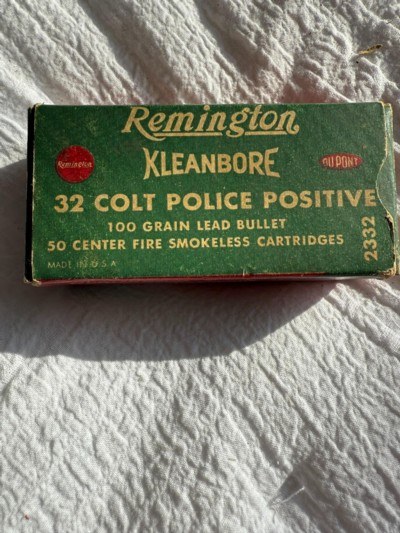 Remington
KLEANBORE
Remington
DU PONT
32 COLT POLICE POSITIVE
100 GRAIN LEAD BULLET
50 CENTER FIRE SMOKELESS CARTRIDGES
2332
MADE IN U.S.A